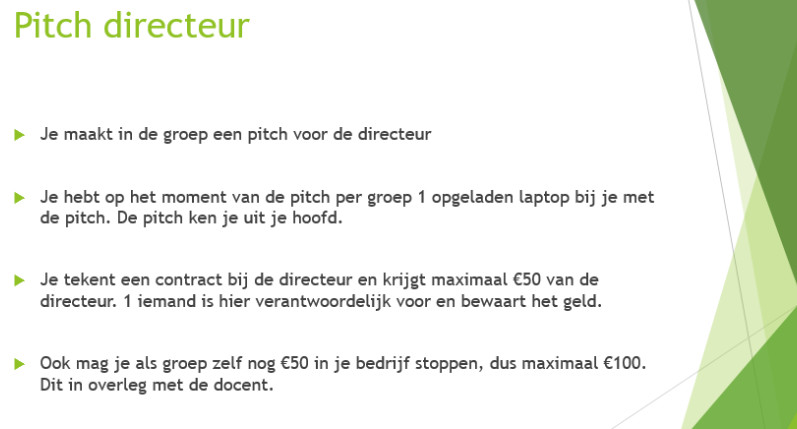 Pitch directeur
Je maakt in de groep een pitch voor de directeur
Je hebt op het moment van de pitch per groep 1 opgeladen laptop bij je met
de pitch. De pitch ken je uit je hoofd.
Je tekent een contract bij de directeur en krijgt maximaal €50 van de
directeur. 1 iemand is hier verantwoordelijk voor en bewaart het geld.
Ook mag je als groep zelf nog €50 in je bedrijf stoppen, dus maximaal €100.
Dit in overleg met de docent.